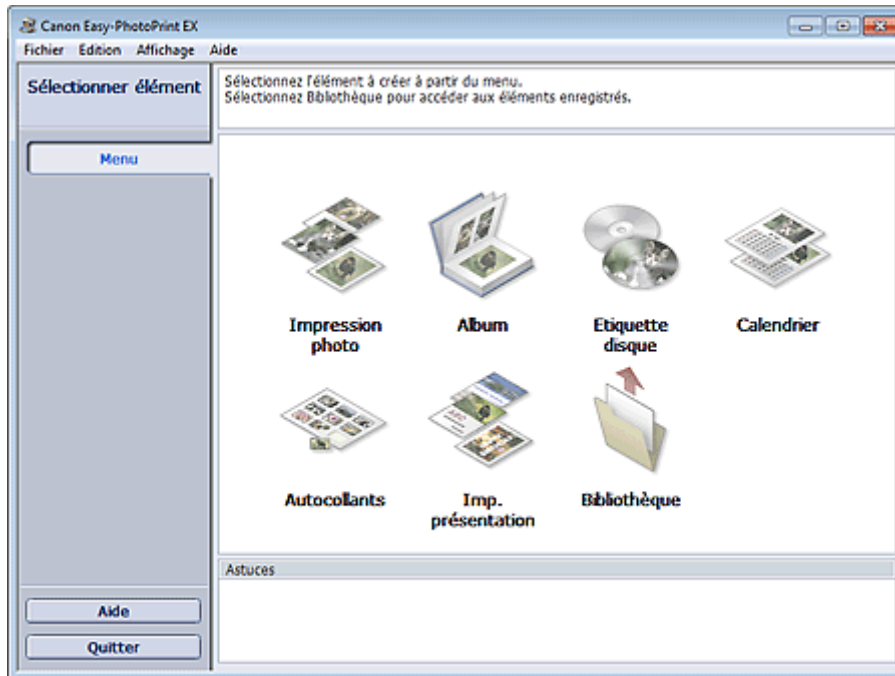 Canon Easy-PhotoPrint EX
Fichier Edition Affichage Aide
Sélectionner élément
Sélectionnez l'élément à créer à partir du menu.
Sélectionnez Bibliothèque pour accéder aux éléments enregistrés.
Menu
Impression
photo
Album
Etiquette
disque
Calendrier
Autocollants
Imp.
présentation
Bibliothèque
Astuces
Aide
Quitter